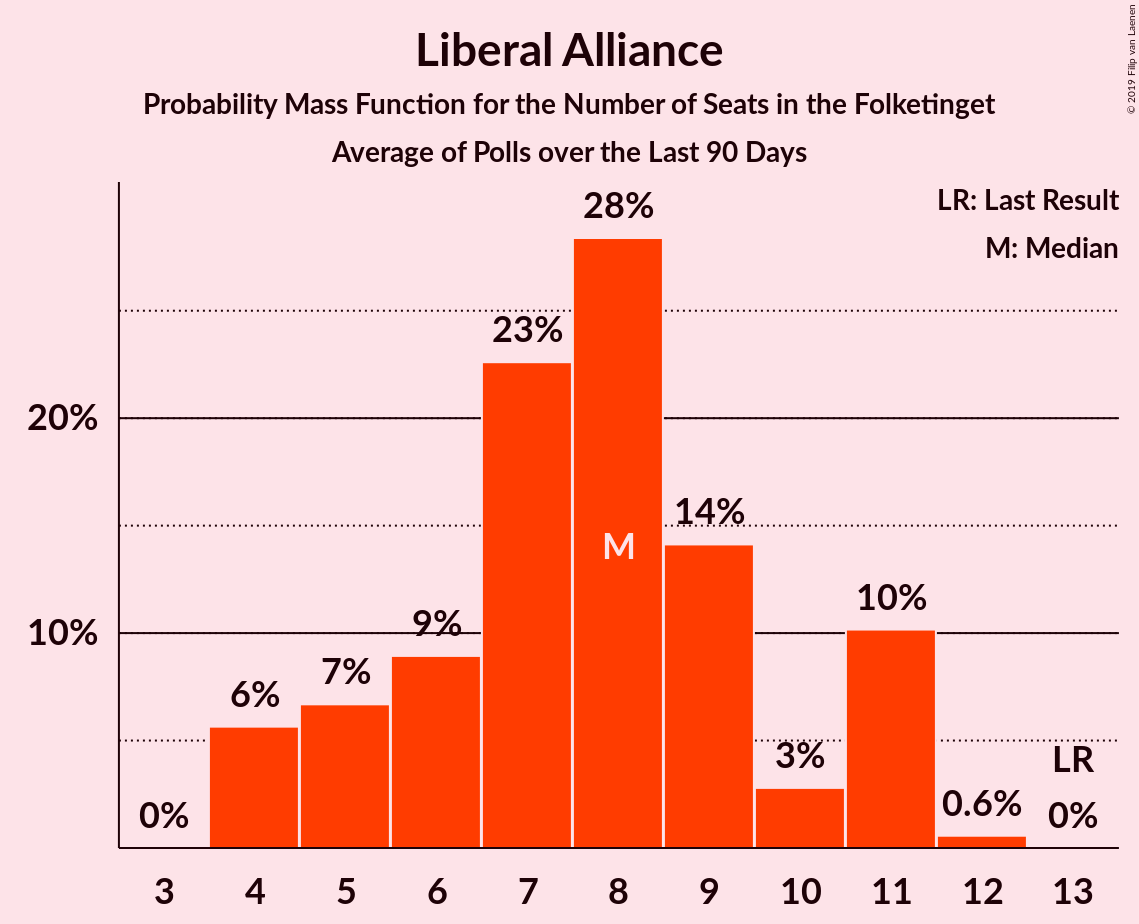 Liberal Alliance
Probability Mass Function for the Number of Seats in the Folketinget
Average of Polls over the Last 90 Days
© 2019 Filip van Laenen
LR: Last Result
M: Median
28%
23%
20%
14%
M
10%
9%
10%
7%
6%
3%
LR
0%
0.6%
0%
3 4 5 6 7 8 9 10 11 12 13